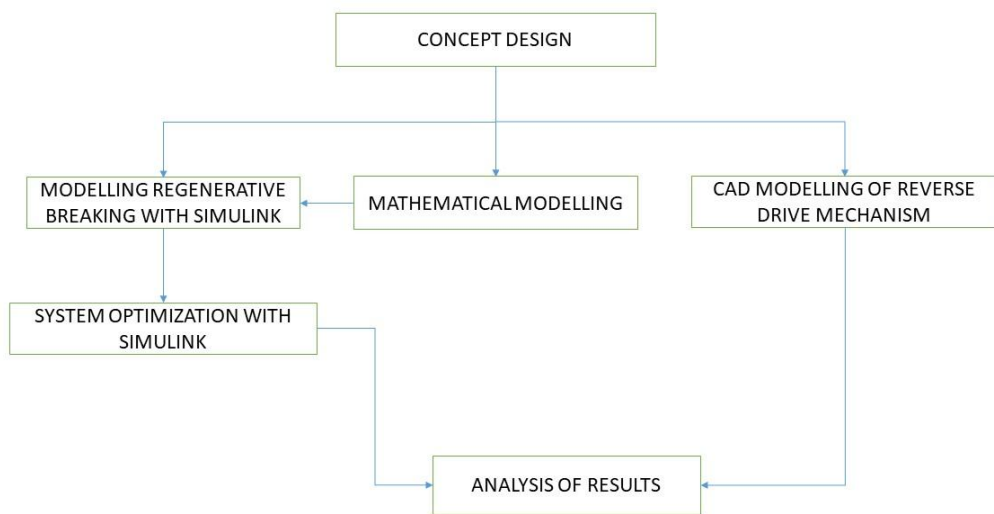 CONCEPT DESIGN
MODELLING REGENERATIVE
BREAKING WITH SIMULINK
MATHEMATICAL MODELLING
CAD MODELLING OF REVERSE
DRIVE MECHANISM
SYSTEM OPTIMIZATION WITH
SIMULINK
ANALYSIS OF RESULTS